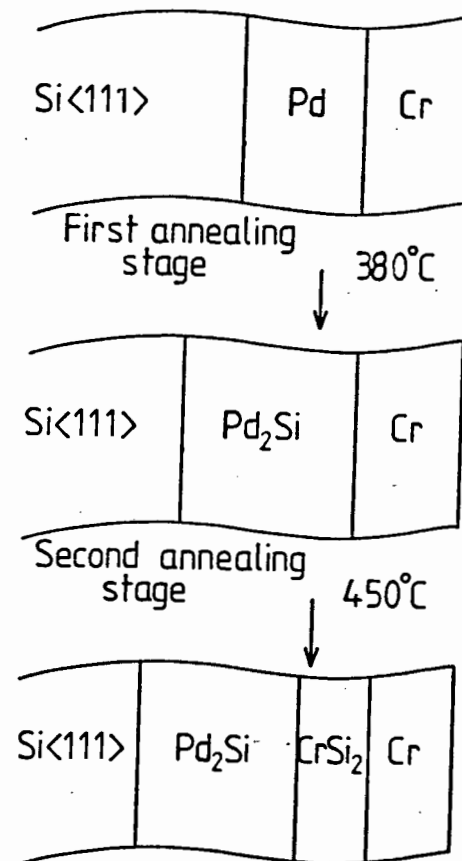 Si<111> Pd Cr
First annealing
stage 380°C
Si<111> Pd₂Si Cr
Second annealing
stage 450°C
Si<111> Pd₂Si CrSi₂ Cr